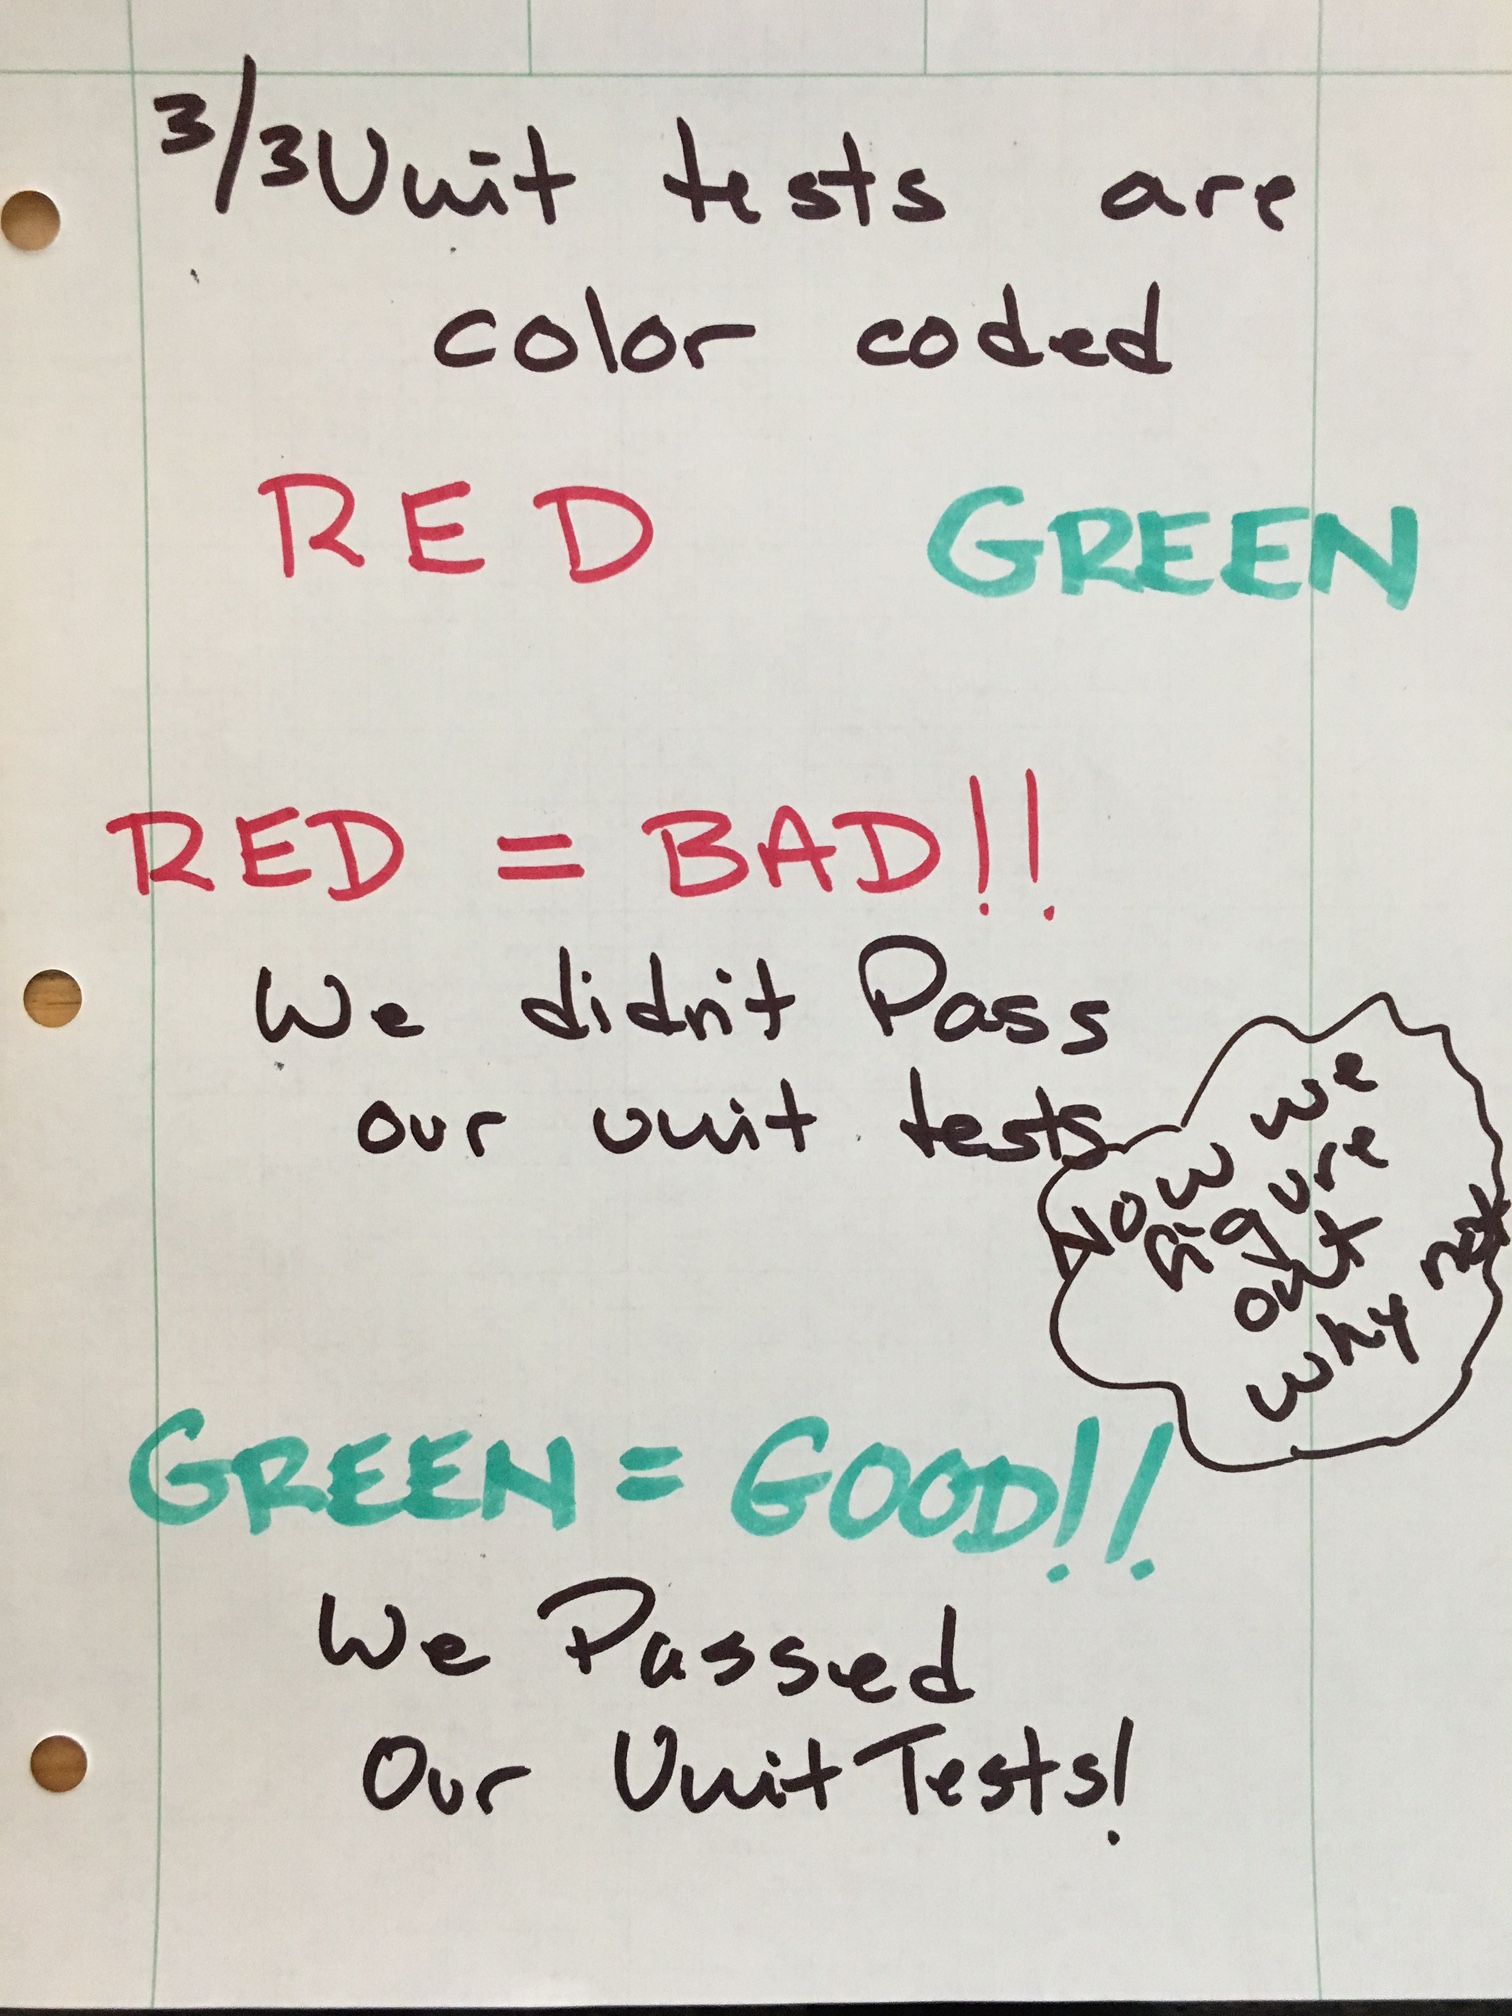 3/3 Unit tests are
color coded
RED GREEN
RED = BAD!!
We didn't Pass
our unit tests
Now we
figure
out
why not
GREEN = GOOD!!
We Passed
Our Unit Tests!